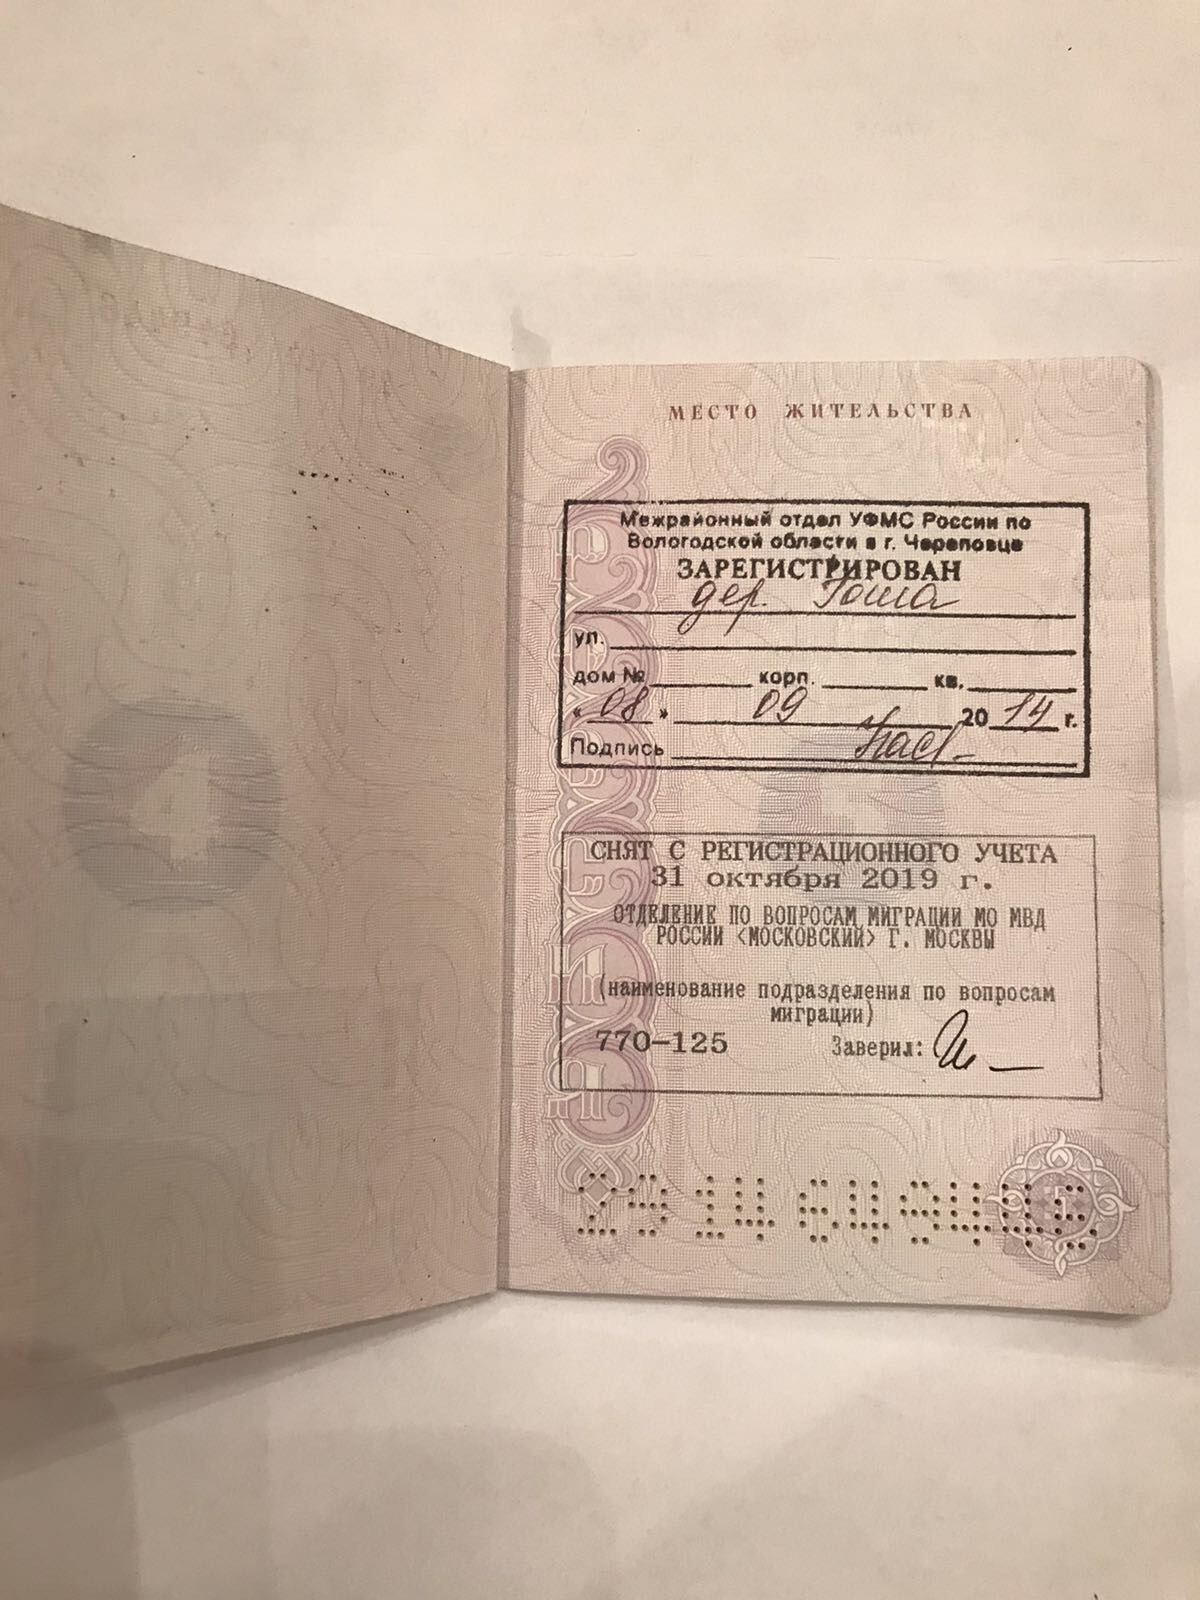 МЕСТО ЖИТЕЛЬСТВА
Межрайонный отдел УФМС России по
Вологодской области в г. Череповце
ЗАРЕГИСТРИРОВАН
дер. Гоша
ул.
дом № корп. кв.
« 08 » 09 20 14 г.
Подпись
СНЯТ С РЕГИСТРАЦИОННОГО УЧЕТА
31 октября 2019 г.
ОТДЕЛЕНИЕ ПО ВОПРОСАМ МИГРАЦИИ МО МВД
РОССИИ <МОСКОВСКИЙ> Г. МОСКВЫ
(наименование подразделения по вопросам
миграции)
770-125 Заверил: